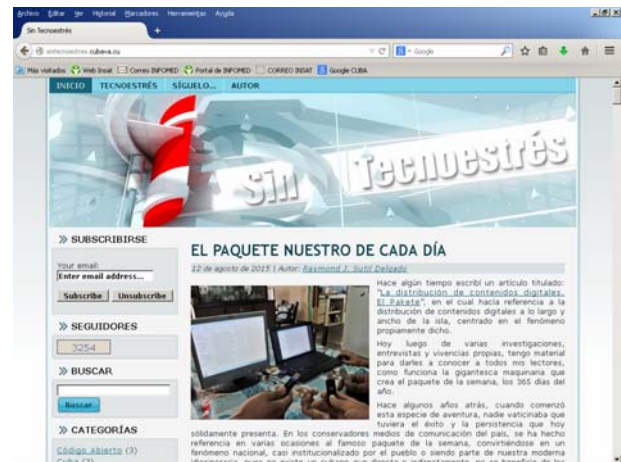 Archivo Editar Ver Historial Marcadores Herramientas Ayuda
Sin Tecnoestrés
sintecnoestres.cubava.cu
Google
Más visitados Web Insat Correo INFOMED Portal de INFOMED CORREO INSAT Google CUBA
INICIO TECNOESTRÉS SÍGUELO... AUTOR
Sin Tecnoestrés
» SUBSCRIBIRSE
Your email:
Enter email address...
Subscribe Unsubscribe
» SEGUIDORES
3254
» BUSCAR
Buscar
» CATEGORÍAS
Código Abierto (3)
Cuba (3)
EL PAQUETE NUESTRO DE CADA DÍA
12 de agosto de 2015 | Autor: Raymond J. Sutil Delgado
Hace algún tiempo escribí un artículo titulado:
"La distribución de contenidos digitales,
El Pakete", en el cual hacía referencia a la
distribución de contenidos digitales a lo largo y
ancho de la isla, centrado en el fenómeno
propiamente dicho.
Hoy luego de varias investigaciones,
entrevistas y vivencias propias, tengo material
para darles a conocer a todos mis lectores,
como funciona la gigantesca maquinaria que
crea el paquete de la semana, los 365 días del
año.
Hace algunos años atrás, cuando comenzó
esta especie de aventura, nadie vaticinaba que
tuviera el éxito y la persistencia que hoy
sólidamente presenta. En los conservadores medios de comunicación del país, se ha hecho
referencia en varias ocasiones al famoso paquete de la semana, convirtiéndose en un
fenómeno nacional, casi institucionalizado por el pueblo o siendo parte de nuestra moderna